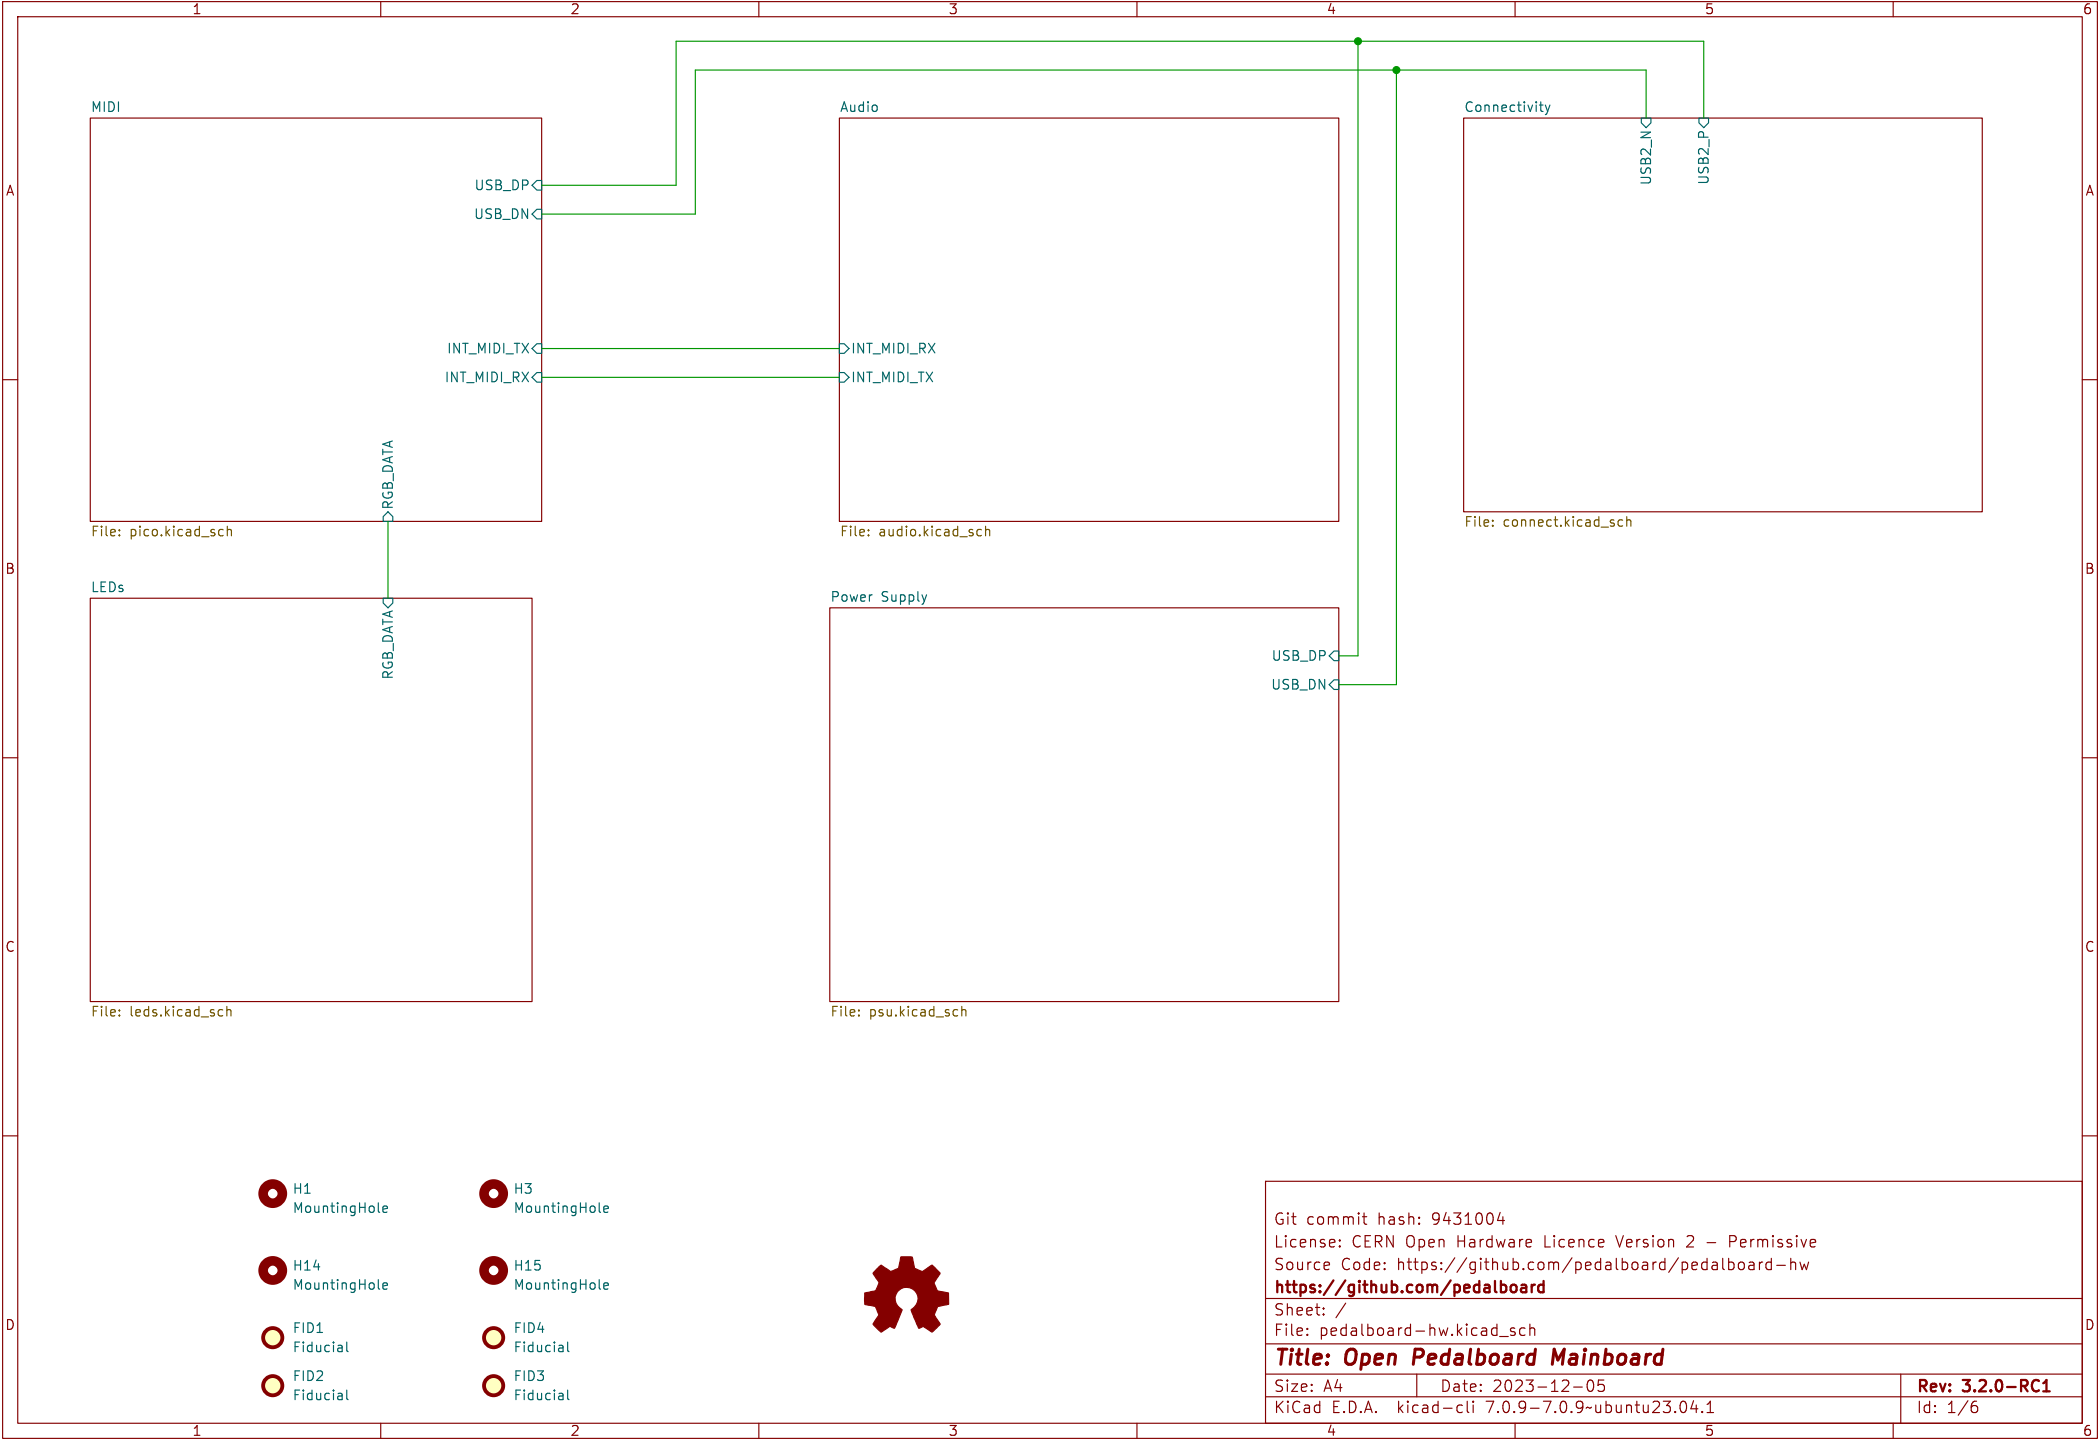 1 2 3 4 5 6
MIDI
Audio
Connectivity
USB2_N
USB2_P
USB_DP
USB_DN
A
A
INT_MIDI_TX
INT_MIDI_RX
INT_MIDI_RX
INT_MIDI_TX
RGB_DATA
File: pico.kicad_sch
File: audio.kicad_sch
File: connect.kicad_sch
B
B
LEDs
Power Supply
RGB_DATA
USB_DP
USB_DN
C
C
File: leds.kicad_sch
File: psu.kicad_sch
H1
MountingHole
H3
MountingHole
H14
MountingHole
H15
MountingHole
FID1
Fiducial
FID4
Fiducial
FID2
Fiducial
FID3
Fiducial
D
D
Git commit hash: 9431004
License: CERN Open Hardware Licence Version 2 - Permissive
Source Code: https://github.com/pedalboard/pedalboard-hw
https://github.com/pedalboard
Sheet: /
File: pedalboard-hw.kicad_sch
Title: Open Pedalboard Mainboard
Size: A4
Date: 2023-12-05
Rev: 3.2.0-RC1
KiCad E.D.A. kicad-cli 7.0.9-7.0.9~ubuntu23.04.1
Id: 1/6
1 2 3 4 5 6